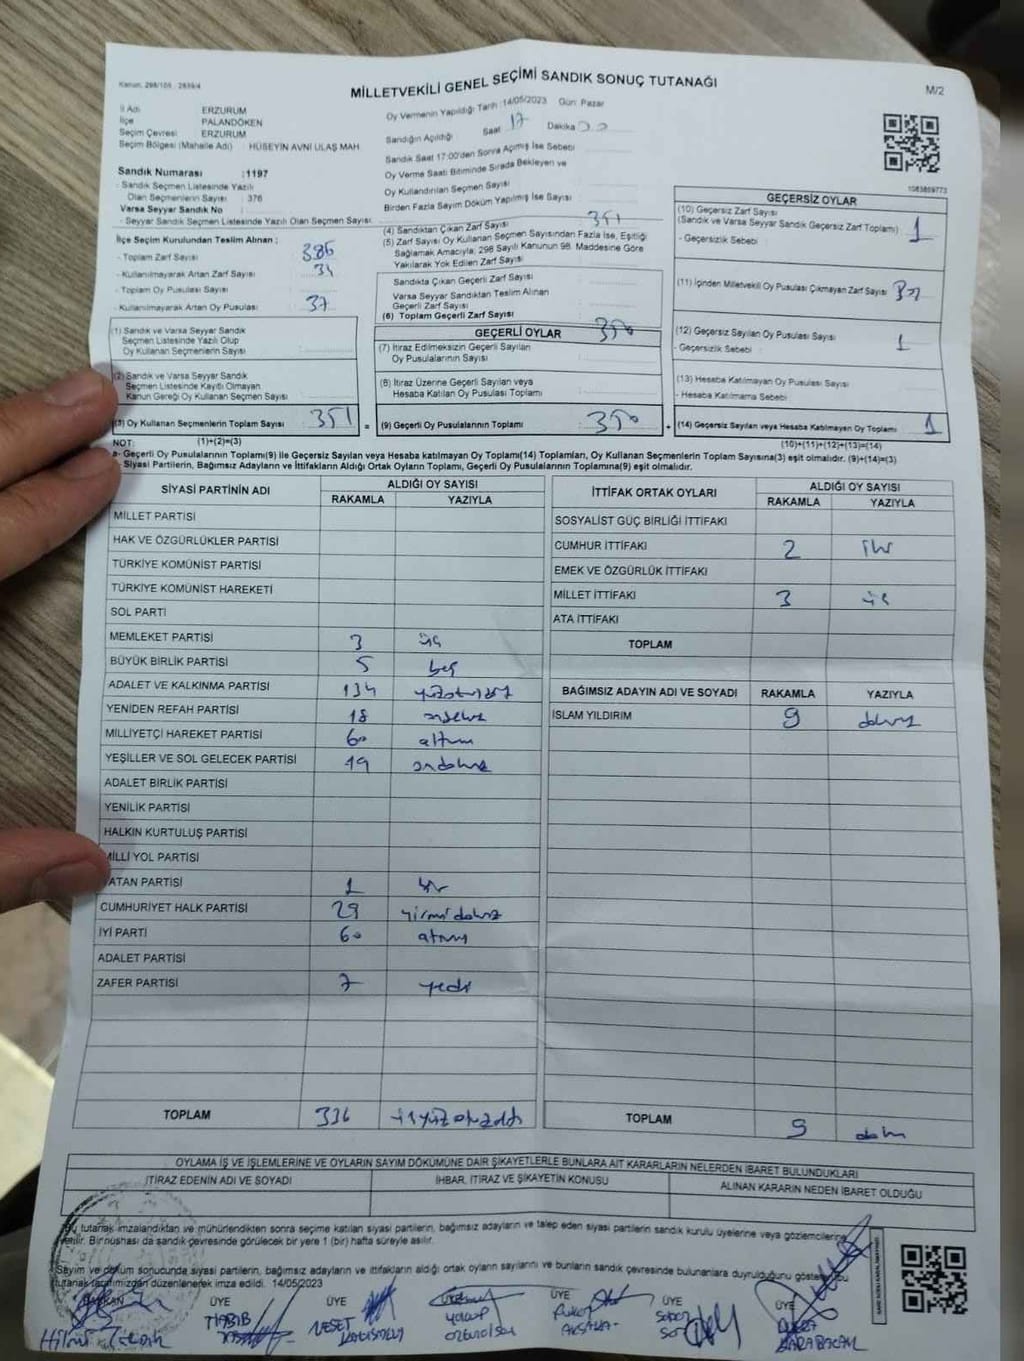 Kanun: 298/105 - 2839/4
MİLLETVEKİLİ GENEL SEÇİMİ SANDIK SONUÇ TUTANAĞI
M/2
İl Adı ERZURUM
İlçe PALANDÖKEN
Seçim Çevresi ERZURUM
Seçim Bölgesi (Mahalle Adı) HÜSEYİN AVNİ ULAŞ MAH.
Sandık Numarası :1197
- Sandık Seçmen Listesinde Yazılı
Olan Seçmenlerin Sayısı : 376
Varsa Seyyar Sandık No
- Seyyar Sandık Seçmen Listesinde Yazılı Olan Seçmen Sayısı:
Oy Vermenin Yapıldığı Tarih :14/05/2023 Gün: Pazar
Sandığın Açıldığı Saat 17 Dakika
Sandık Saat 17:00'den Sonra Açılmış İse Sebebi
Oy Verme Saati Bitiminde Sırada Bekleyen ve
Oy Kullandırılan Seçmen Sayısı
Birden Fazla Sayım Döküm Yapılmış İse Sayısı
1083869773
İlçe Seçim Kurulundan Teslim Alınan ;
- Toplam Zarf Sayısı : 385
- Kullanılmayarak Artan Zarf Sayısı : 34
- Toplam Oy Pusulası Sayısı :
- Kullanılmayarak Artan Oy Pusulası : 37
(4) Sandıktan Çıkan Zarf Sayısı 351
(5) Zarf Sayısı Oy Kullanan Seçmen Sayısından Fazla İse, Eşitliği
Sağlamak Amacıyla, 298 Sayılı Kanunun 98. Maddesine Göre
Yakılarak Yok Edilen Zarf Sayısı
Sandıkta Çıkan Geçerli Zarf Sayısı
Varsa Seyyar Sandıktan Teslim Alınan
Geçerli Zarf Sayısı
(6) Toplam Geçerli Zarf Sayısı 350
GEÇERSİZ OYLAR
(10) Geçersiz Zarf Sayısı
(Sandık ve Varsa Seyyar Sandık Geçersiz Zarf Toplamı) 1
- Geçersizlik Sebebi :
(11) İçinden Milletvekili Oy Pusulası Çıkmayan Zarf Sayısı
(12) Geçersiz Sayılan Oy Pusulası Sayısı 1
- Geçersizlik Sebebi :
(13) Hesaba Katılmayan Oy Pusulası Sayısı
- Hesaba Katılmama Sebebi
(14) Geçersiz Sayılan veya Hesaba Katılmayan Oy Toplamı 1
(1) Sandık ve Varsa Seyyar Sandık
Seçmen Listesinde Yazılı Olup
Oy Kullanan Seçmenlerin Sayısı
(2) Sandık ve Varsa Seyyar Sandık
Seçmen Listesinde Kayıtlı Olmayan
Kanun Gereği Oy Kullanan Seçmen Sayısı
(3) Oy Kullanan Seçmenlerin Toplam Sayısı 351 =
GEÇERLİ OYLAR
(7) İtiraz Edilmeksizin Geçerli Sayılan
Oy Pusulalarının Sayısı
(8) İtiraz Üzerine Geçerli Sayılan veya
Hesaba Katılan Oy Pusulası Toplamı
(9) Geçerli Oy Pusulalarının Toplamı 350 +
NOT: (1)+(2)=(3) (10)+(11)+(12)+(13)=(14)
a- Geçerli Oy Pusulalarının Toplamı(9) ile Geçersiz Sayılan veya Hesaba katılmayan Oy Pusulası Toplamı(14) Toplamları, Oy Kullanan Seçmenlerin Toplam Sayısına(3) eşit olmalıdır. (9)+(14)=(3)
- Siyasi Partilerin, Bağımsız Adayların ve İttifakların Aldığı Ortak Oyların Toplamı, Geçerli Oy Pusulalarının Toplamına(9) eşit olmalıdır.
SİYASİ PARTİNİN ADI ALDIĞI OY SAYISI
RAKAMLA YAZIYLA
MİLLET PARTİSİ
HAK VE ÖZGÜRLÜKLER PARTİSİ
TÜRKİYE KOMÜNİST PARTİSİ
TÜRKİYE KOMÜNİST HAREKETİ
SOL PARTİ
MEMLEKET PARTİSİ 3 üç
BÜYÜK BİRLİK PARTİSİ 5 beş
ADALET VE KALKINMA PARTİSİ 134
YENİDEN REFAH PARTİSİ 18 onsekiz
MİLLİYETÇİ HAREKET PARTİSİ 60 altmış
YEŞİLLER VE SOL GELECEK PARTİSİ 19 ondokuz
ADALET BİRLİK PARTİSİ
YENİLİK PARTİSİ
HALKIN KURTULUŞ PARTİSİ
MİLLİ YOL PARTİSİ
ATAN PARTİSİ 1 bir
CUMHURİYET HALK PARTİSİ 29 yirmidokuz
İYİ PARTİ 60 atmış
ADALET PARTİSİ
ZAFER PARTİSİ 7 yedi
TOPLAM 336 üçyüzotuzaltı
İTTİFAK ORTAK OYLARI ALDIĞI OY SAYISI
RAKAMLA YAZIYLA
SOSYALİST GÜÇ BİRLİĞİ İTTİFAKI
CUMHUR İTTİFAKI 2 iki
EMEK VE ÖZGÜRLÜK İTTİFAKI
MİLLET İTTİFAKI 3 üç
ATA İTTİFAKI
TOPLAM
BAĞIMSIZ ADAYIN ADI VE SOYADI RAKAMLA YAZIYLA
İSLAM YILDIRIM 9 dokuz
TOPLAM 9
OYLAMA İŞ VE İŞLEMLERİNE VE OYLARIN SAYIM DÖKÜMÜNE DAİR ŞİKAYETLERLE BUNLARA AİT KARARLARIN NELERDEN İBARET BULUNDUKLARI
İTİRAZ EDENİN ADI VE SOYADI İHBAR, İTİRAZ VE ŞİKAYETİN KONUSU ALINAN KARARIN NEDEN İBARET OLDUĞU
Bu tutanak imzalandıktan ve mühürlendikten sonra seçime katılan siyasi partilerin, bağımsız adayların ve talep eden siyasi partilerin sandık kurulu üyelerine veya gözlemcilerine
verilir. Bir nüshası da sandık çevresinde görülecek bir yere 1 (bir) hafta süreyle asılır.
Sayım ve döküm sonucunda siyasi partilerin, bağımsız adayların ve ittifakların aldığı ortak oyların sayılarını ve bunların sandık çevresinde bulunanlara duyurulduğunu gösteren bu
tutanak tarafımızdan düzenlenerek imza edildi. 14/05/2023
BAŞKAN ÜYE ÜYE ÜYE ÜYE ÜYE
TAYYİB NESET AKSAKA KARABACAK